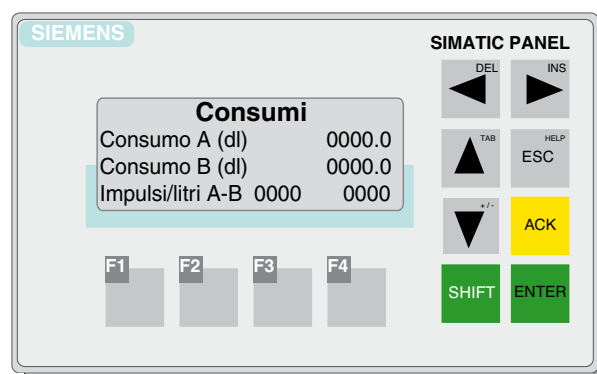 SIEMENS
SIMATIC PANEL
Consumi
Consumo A (dl) 0000.0
Consumo B (dl) 0000.0
Impulsi/litri A-B 0000 0000
DEL
INS
TAB
HELP
ESC
+/-
ACK
F1 F2 F3 F4
SHIFT ENTER